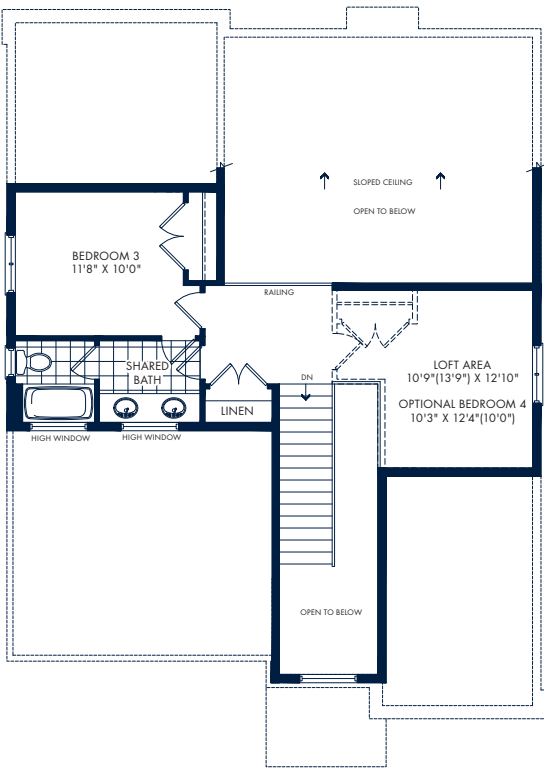 SLOPED CEILING
OPEN TO BELOW
BEDROOM 3
11'8" X 10'0"
RAILING
SHARED
BATH
LINEN
DN
LOFT AREA
10'9"(13'9") X 12'10"
OPTIONAL BEDROOM 4
10'3" X 12'4"(10'0")
HIGH WINDOW
HIGH WINDOW
OPEN TO BELOW